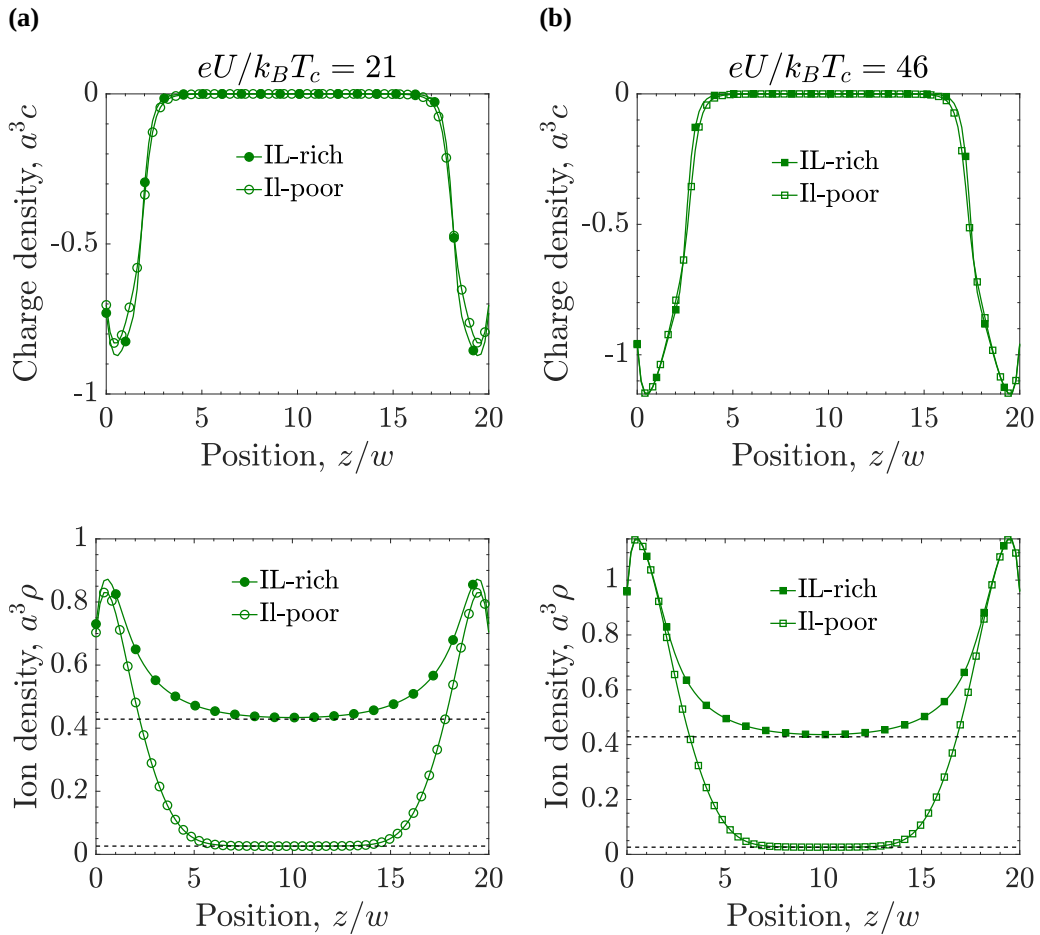 (a)
eU/k_BT_c = 21
0
-0.5
-1
Charge density, a³c
IL-rich
Il-poor
0 5 10 15 20
Position, z/w
(b)
eU/k_BT_c = 46
0
-0.5
-1
Charge density, a³c
IL-rich
Il-poor
0 5 10 15 20
Position, z/w
1
0.8
0.6
0.4
0.2
0
Ion density, a³ρ
IL-rich
Il-poor
0 5 10 15 20
Position, z/w
1
0.8
0.6
0.4
0.2
0
Ion density, a³ρ
IL-rich
Il-poor
0 5 10 15 20
Position, z/w